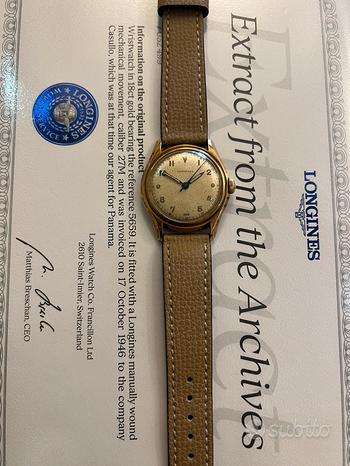 LONGINES
Extract from the Archives
Information on the original product
Wristwatch in 18ct gold bearing the reference 5659. It is fitted with a Longines manually wound
mechanical movement, caliber 27M and was invoiced on 17 October 1946 to the company
Casullo, which was at that time our agent for Panama.
Longines Watch Co. Francillon Ltd
2610 Saint-Imier, Switzerland
Matthias Breschan, CEO
LONGINES
subito